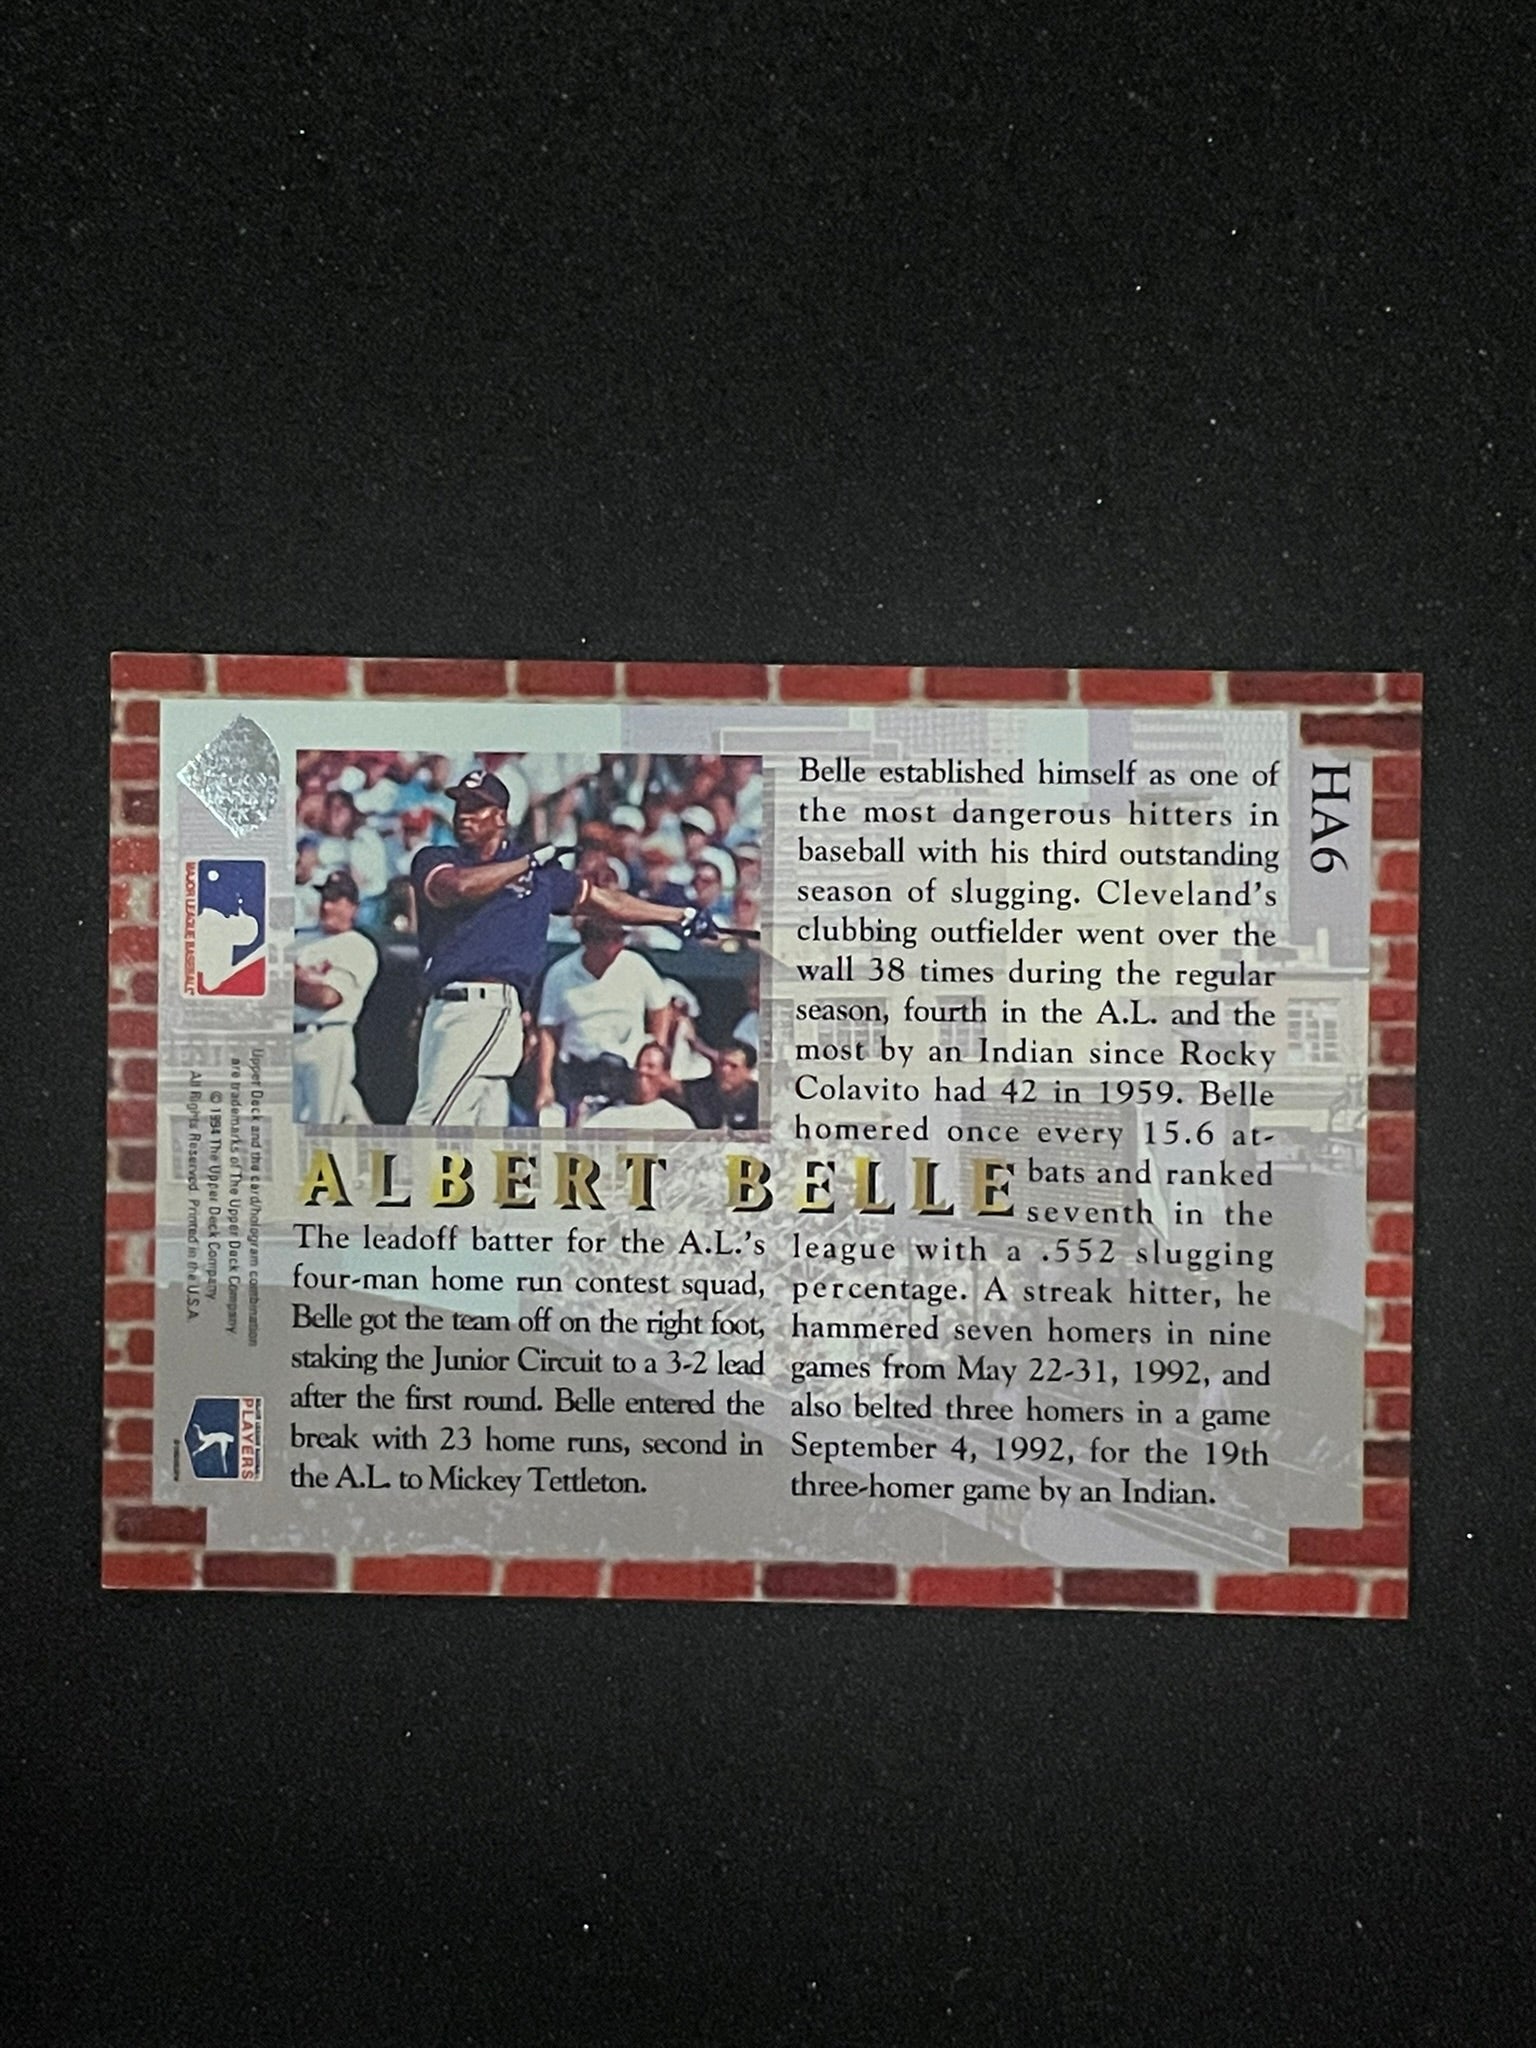 HA6
ALBERT BELLE
The leadoff batter for the A.L.'s
four-man home run contest squad,
Belle got the team off on the right foot,
staking the Junior Circuit to a 3-2 lead
after the first round. Belle entered the
break with 23 home runs, second in
the A.L. to Mickey Tettleton.
Belle established himself as one of
the most dangerous hitters in
baseball with his third outstanding
season of slugging. Cleveland's
clubbing outfielder went over the
wall 38 times during the regular
season, fourth in the A.L. and the
most by an Indian since Rocky
Colavito had 42 in 1959. Belle
homered once every 15.6 at-
bats and ranked
seventh in the
league with a .552 slugging
percentage. A streak hitter, he
hammered seven homers in nine
games from May 22-31, 1992, and
also belted three homers in a game
September 4, 1992, for the 19th
three-homer game by an Indian.
MAJOR LEAGUE BASEBALL
Upper Deck and the card/hologram combination
are trademarks of The Upper Deck Company
© 1994 The Upper Deck Company
All Rights Reserved. Printed in the U.S.A.
MAJOR LEAGUE BASEBALL
PLAYERS